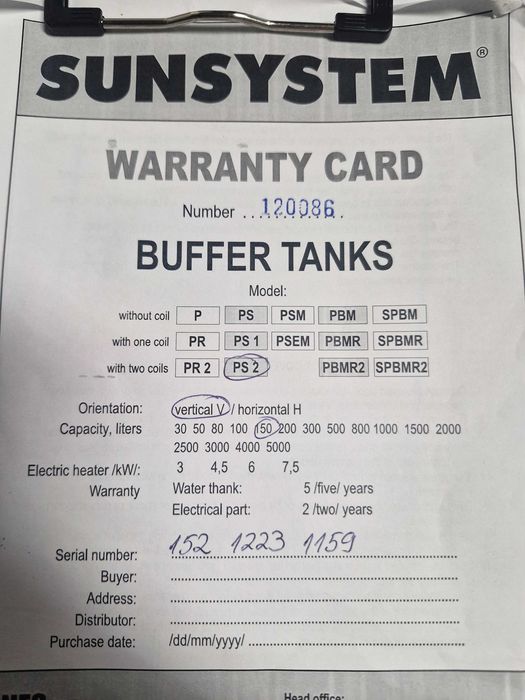 SUNSYSTEM®
WARRANTY CARD
Number ...120086.
BUFFER TANKS
Model:
without coil P PS PSM PBM SPBM
with one coil PR PS 1 PSEM PBMR SPBMR
with two coils PR 2 PS 2 PBMR2 SPBMR2
Orientation: vertical V / horizontal H
Capacity, liters 30 50 80 100 150 200 300 500 800 1000 1500 2000
2500 3000 4000 5000
Electric heater /kW/: 3 4,5 6 7,5
Warranty Water thank: 5 /five/ years
Electrical part: 2 /two/ years
Serial number: 152 1223 1159
Buyer:
Address:
Distributor:
Purchase date: /dd/mm/yyyy/
Head office: